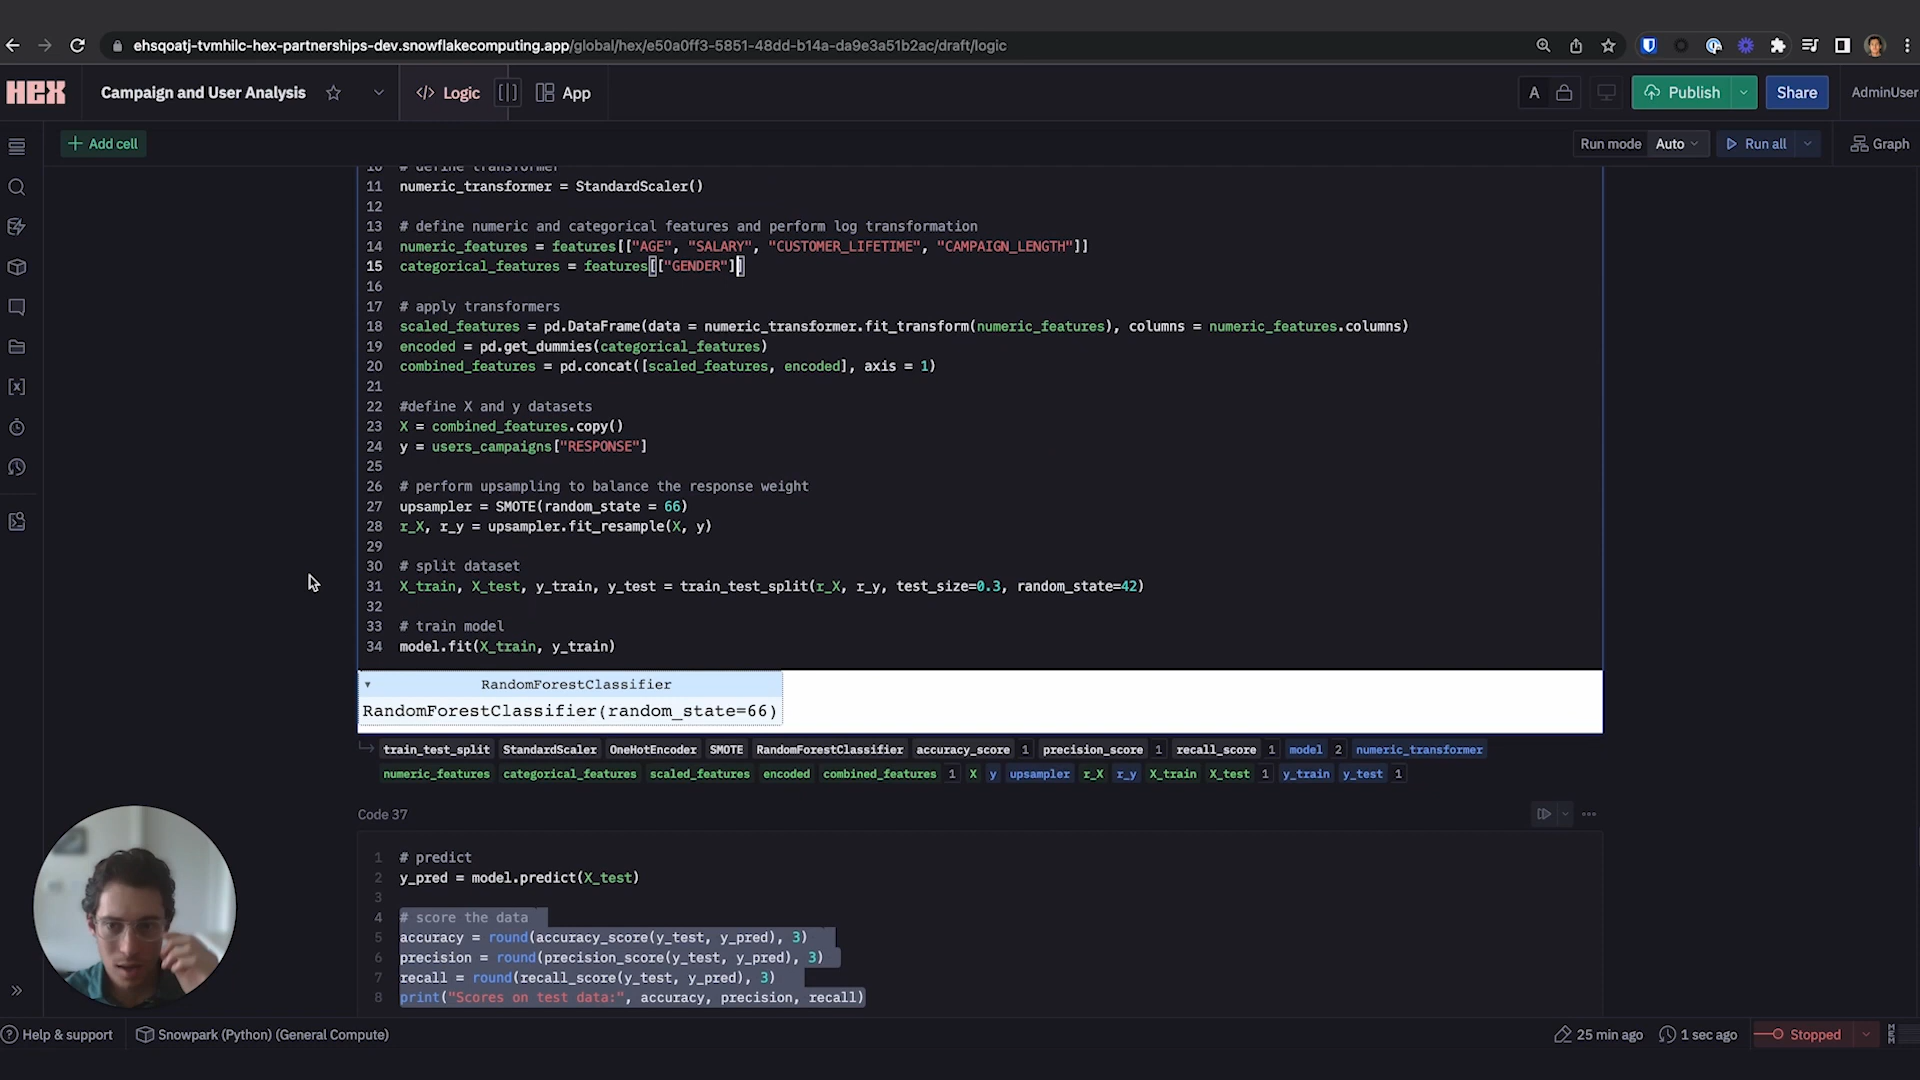 ehsqoatj-tvmhilc-hex-partnerships-dev.snowflakecomputing.app/global/hex/e50a0ff3-5851-48dd-b14a-da9e3a51b2ac/draft/logic
HEX Campaign and User Analysis </> Logic App A Publish Share AdminUser
+ Add cell Run mode Auto Run all Graph
10 # define transformer
11 numeric_transformer = StandardScaler()
12
13 # define numeric and categorical features and perform log transformation
14 numeric_features = features[["AGE", "SALARY", "CUSTOMER_LIFETIME", "CAMPAIGN_LENGTH"]]
15 categorical_features = features[["GENDER"]]
16
17 # apply transformers
18 scaled_features = pd.DataFrame(data = numeric_transformer.fit_transform(numeric_features), columns = numeric_features.columns)
19 encoded = pd.get_dummies(categorical_features)
20 combined_features = pd.concat([scaled_features, encoded], axis = 1)
21
22 #define X and y datasets
23 X = combined_features.copy()
24 y = users_campaigns["RESPONSE"]
25
26 # perform upsampling to balance the response weight
27 upsampler = SMOTE(random_state = 66)
28 r_X, r_y = upsampler.fit_resample(X, y)
29
30 # split dataset
31 X_train, X_test, y_train, y_test = train_test_split(r_X, r_y, test_size=0.3, random_state=42)
32
33 # train model
34 model.fit(X_train, y_train)
RandomForestClassifier
RandomForestClassifier(random_state=66)
train_test_split StandardScaler OneHotEncoder SMOTE RandomForestClassifier accuracy_score 1 precision_score 1 recall_score 1 model 2 numeric_transformer
numeric_features categorical_features scaled_features encoded combined_features 1 X y upsampler r_X r_y X_train X_test 1 y_train y_test 1
Code 37
1 # predict
2 y_pred = model.predict(X_test)
3
4 # score the data
5 accuracy = round(accuracy_score(y_test, y_pred), 3)
6 precision = round(precision_score(y_test, y_pred), 3)
7 recall = round(recall_score(y_test, y_pred), 3)
8 print("Scores on test data:", accuracy, precision, recall)
Help & support Snowpark (Python) (General Compute) 25 min ago 1 sec ago Stopped MEM